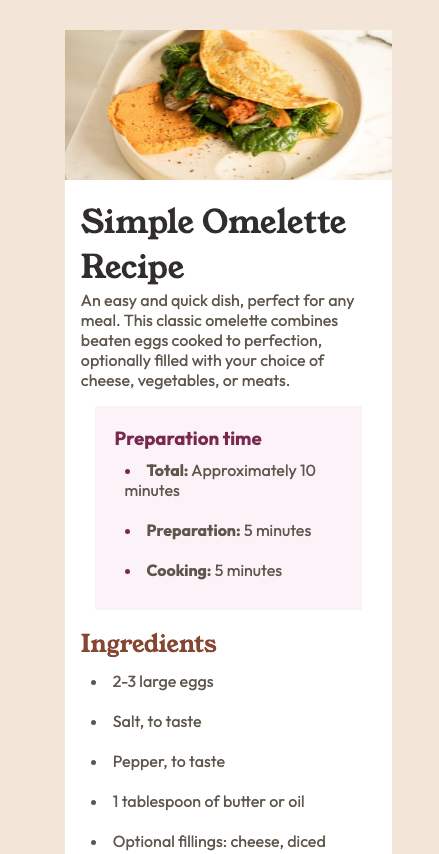 Simple Omelette
Recipe
An easy and quick dish, perfect for any
meal. This classic omelette combines
beaten eggs cooked to perfection,
optionally filled with your choice of
cheese, vegetables, or meats.
Preparation time
• Total: Approximately 10
minutes
• Preparation: 5 minutes
• Cooking: 5 minutes
Ingredients
• 2-3 large eggs
• Salt, to taste
• Pepper, to taste
• 1 tablespoon of butter or oil
• Optional fillings: cheese, diced